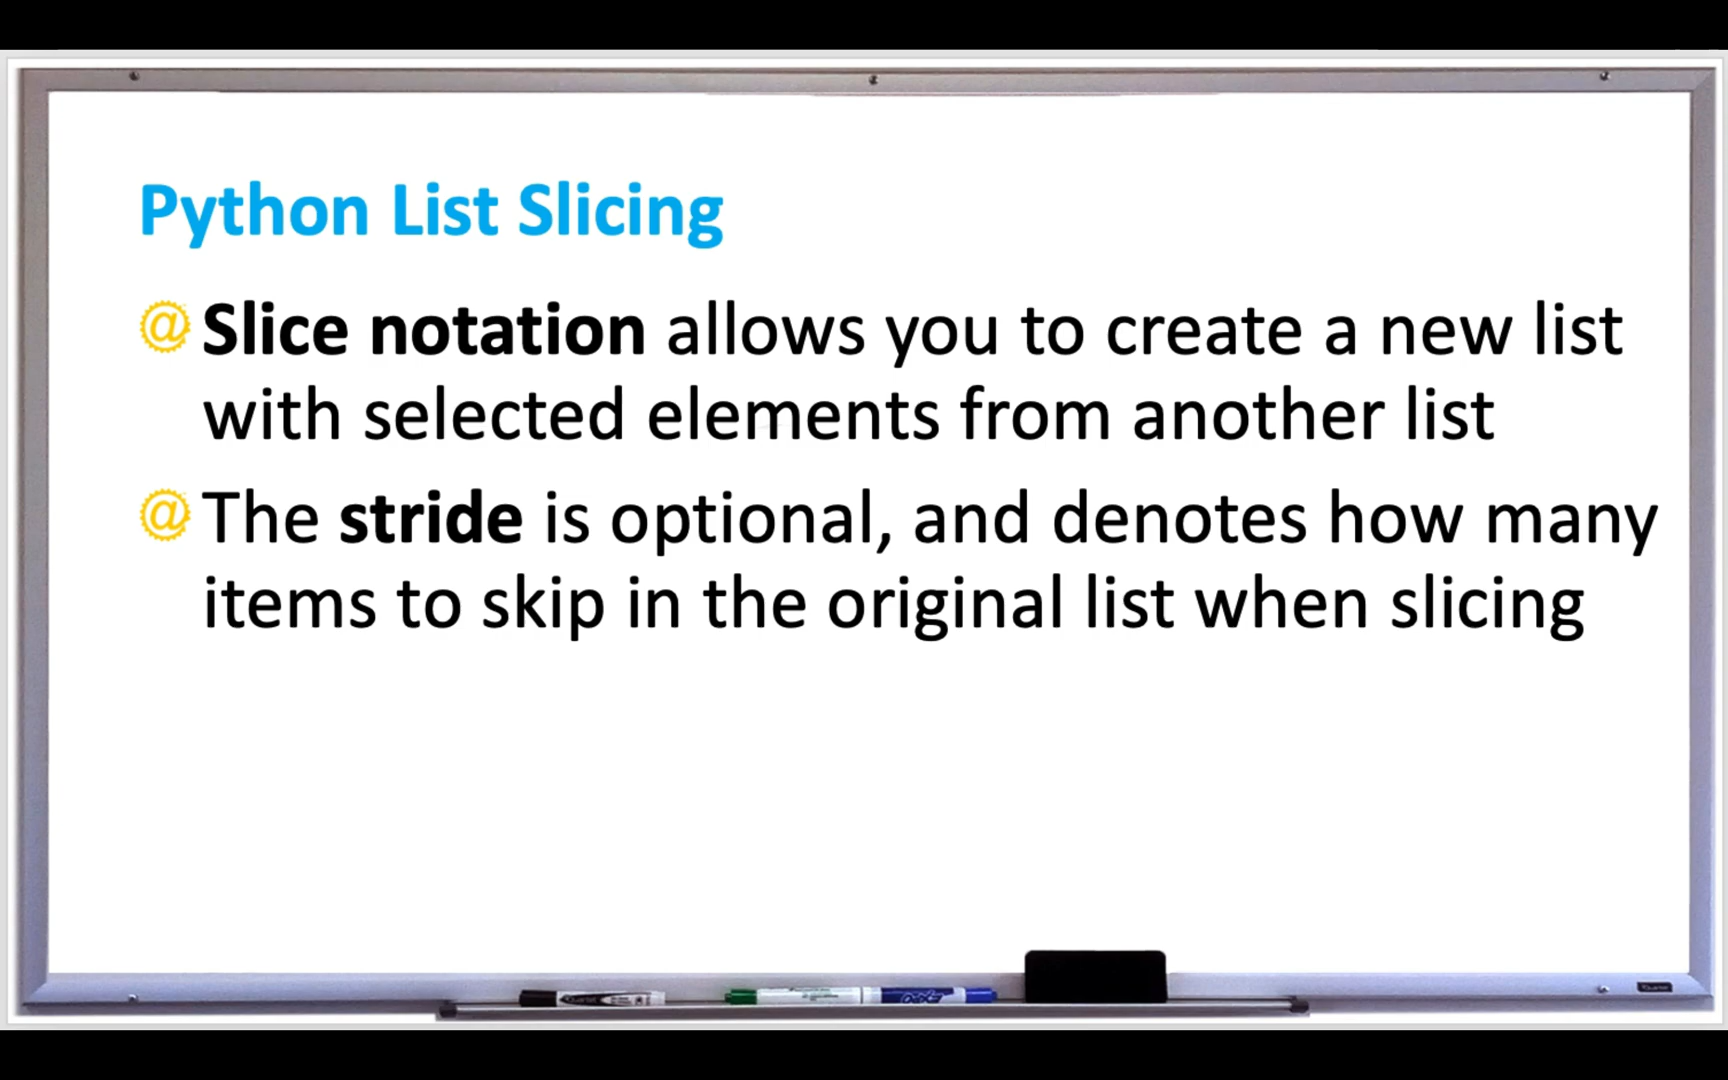 Python List Slicing
@ Slice notation allows you to create a new list
with selected elements from another list
@ The stride is optional, and denotes how many
items to skip in the original list when slicing
Quartet